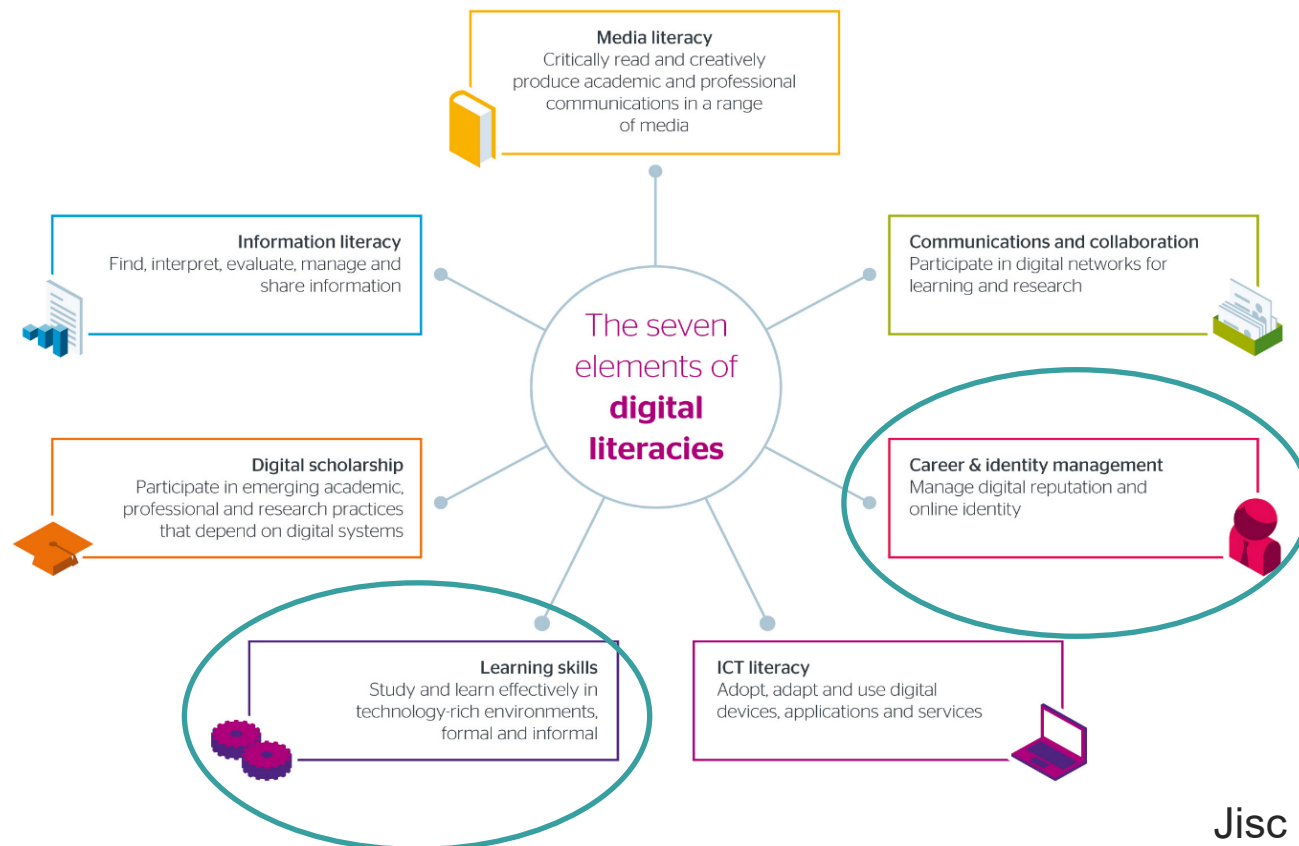 Media literacy
Critically read and creatively
produce academic and professional
communications in a range
of media
Information literacy
Find, interpret, evaluate, manage and
share information
Communications and collaboration
Participate in digital networks for
learning and research
The seven
elements of
digital
literacies
Digital scholarship
Participate in emerging academic,
professional and research practices
that depend on digital systems
Career & identity management
Manage digital reputation and
online identity
Learning skills
Study and learn effectively in
technology-rich environments,
formal and informal
ICT literacy
Adopt, adapt and use digital
devices, applications and services
Jisc